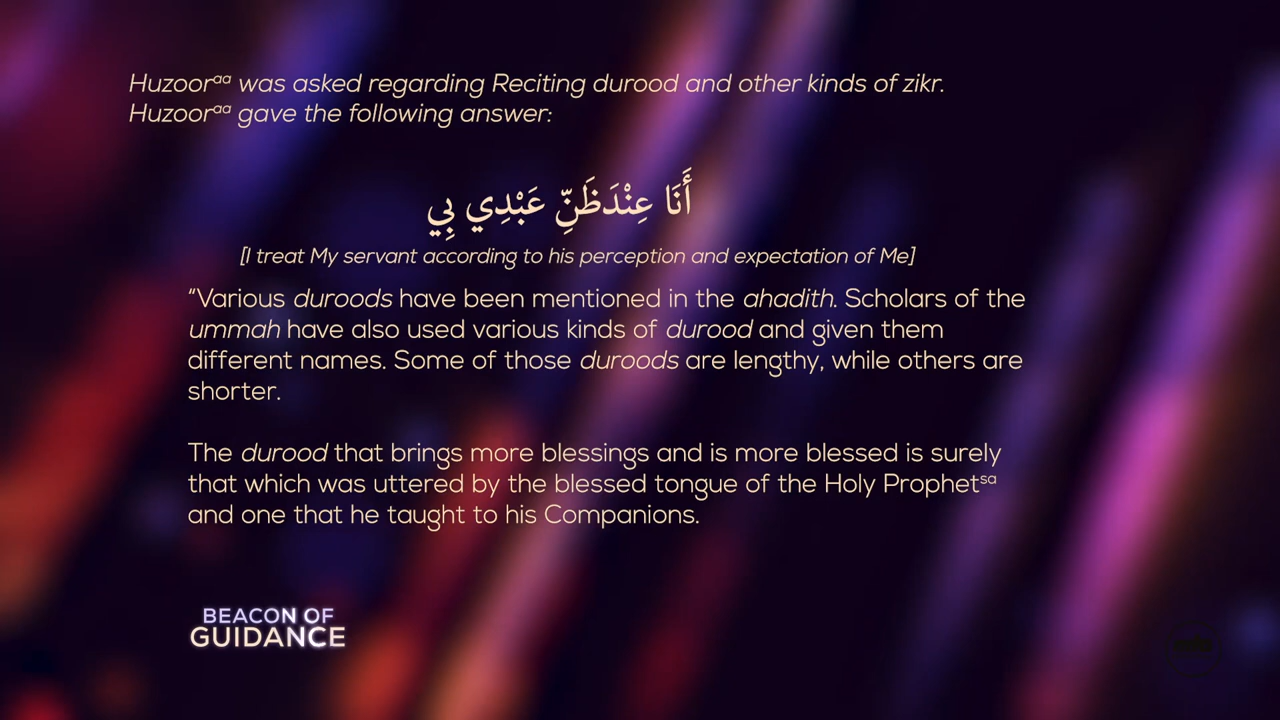 Huzoorᵃᵃ was asked regarding Reciting durood and other kinds of zikr.
Huzoorᵃᵃ gave the following answer:
أَنَا عِنْدَظَنِّ عَبْدِي بِي
[I treat My servant according to his perception and expectation of Me]
“Various duroods have been mentioned in the ahadith. Scholars of the
ummah have also used various kinds of durood and given them
different names. Some of those duroods are lengthy, while others are
shorter.
The durood that brings more blessings and is more blessed is surely
that which was uttered by the blessed tongue of the Holy Prophetˢᵃ
and one that he taught to his Companions.
BEACON OF
GUIDANCE